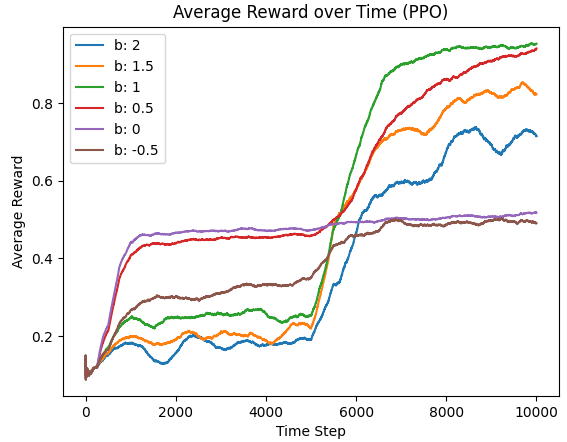 Average Reward over Time (PPO)
b: 2
b: 1.5
b: 1
b: 0.5
b: 0
b: -0.5
Average Reward
0.8
0.6
0.4
0.2
0
2000
4000
6000
8000
10000
Time Step